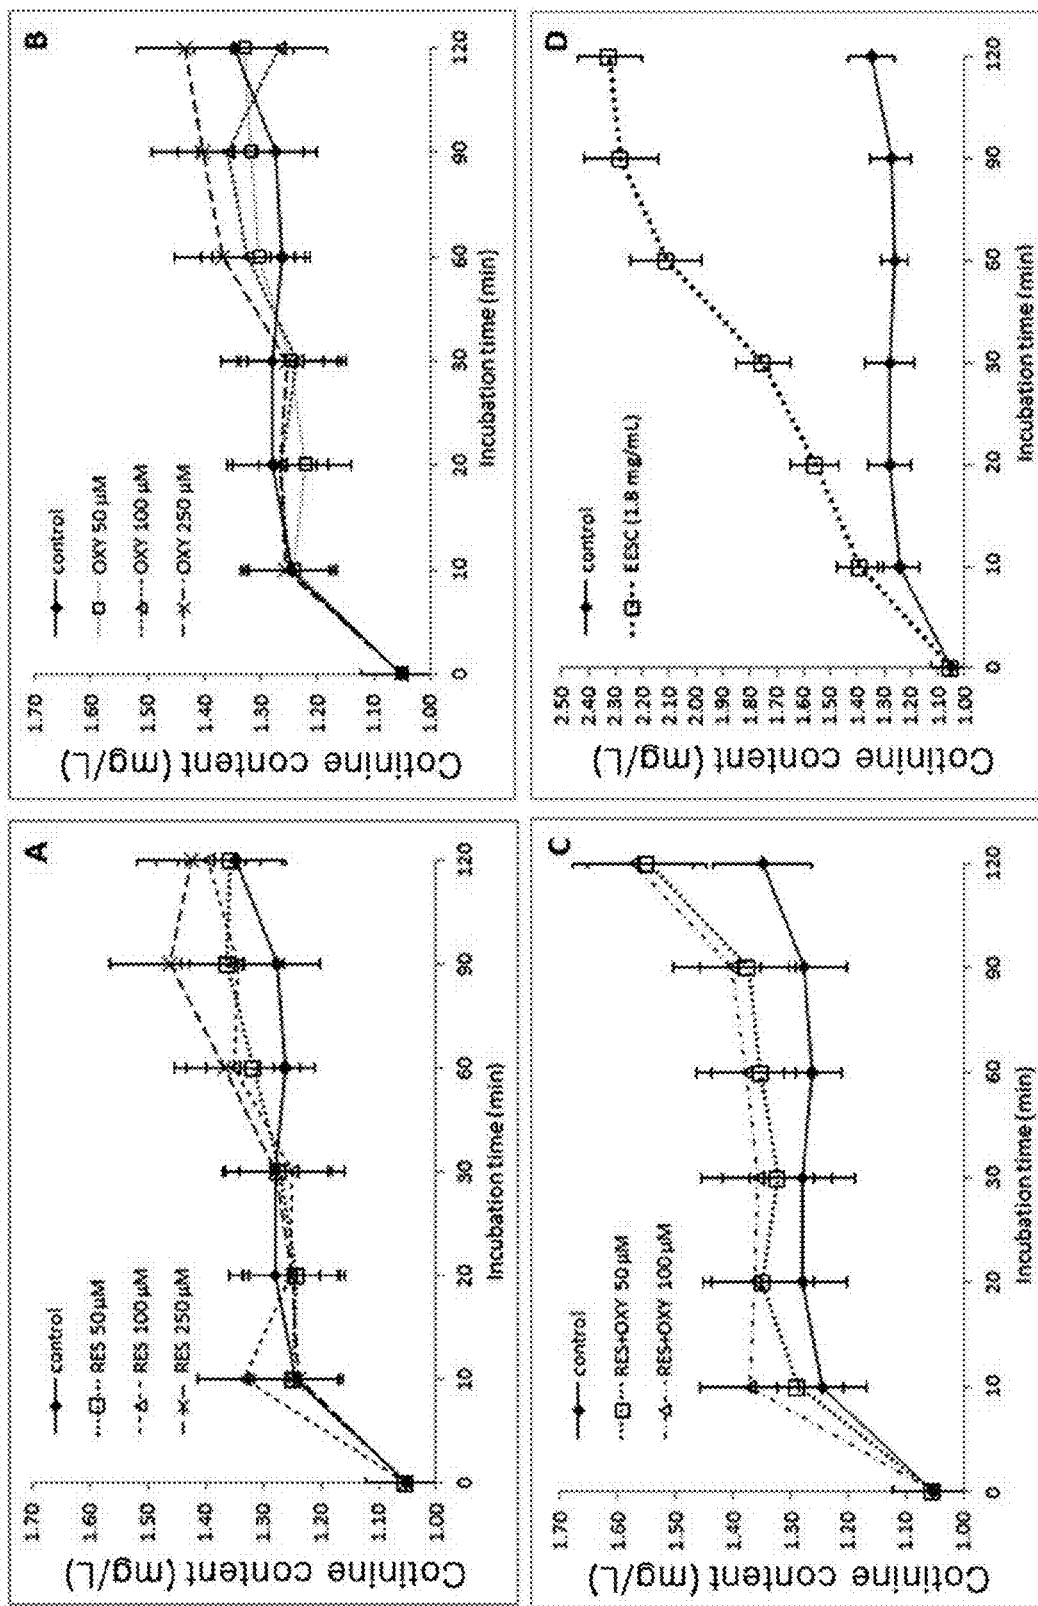 A
Cotinine content (mg/L)
1.70
1.60
1.50
1.40
1.30
1.20
1.10
1.00
control
RES 50 µM
RES 100 µM
RES 250 µM
0
10
20
30
60
90
120
Incubation time (min)
B
Cotinine content (mg/L)
1.70
1.60
1.50
1.40
1.30
1.20
1.10
1.00
control
OXY 50 µM
OXY 100 µM
OXY 250 µM
0
10
20
30
60
90
120
Incubation time (min)
C
Cotinine content (mg/L)
1.70
1.60
1.50
1.40
1.30
1.20
1.10
1.00
control
RES+OXY 50 µM
RES+OXY 100 µM
0
10
20
30
60
90
120
Incubation time (min)
D
Cotinine content (mg/L)
2.50
2.40
2.30
2.20
2.10
2.00
1.90
1.80
1.70
1.60
1.50
1.40
1.30
1.20
1.10
1.00
control
EESC (1.8 mg/mL)
0
10
20
30
60
90
120
Incubation time (min)